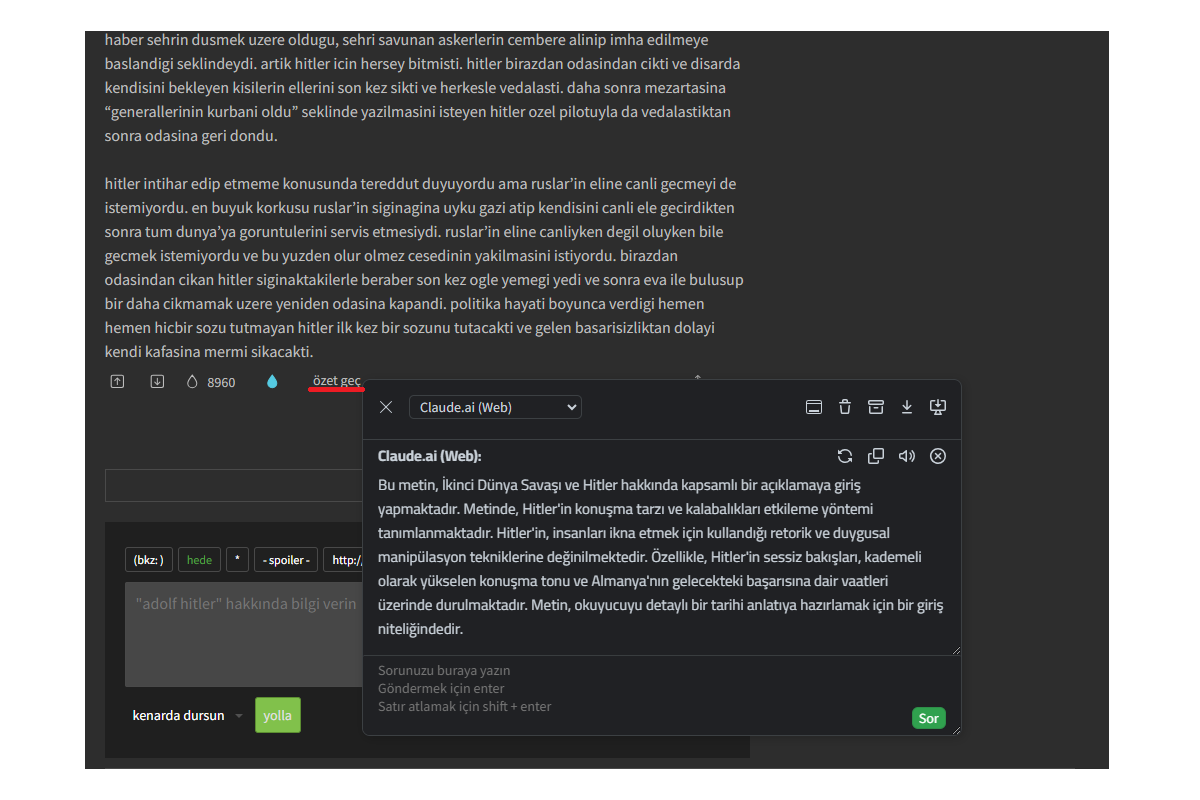 haber sehrin dusmek uzere oldugu, sehri savunan askerlerin cembere alinip imha edilmeye
baslandigi seklindeydi. artik hitler icin hersey bitmisti. hitler birazdan odasindan cikti ve disarda
kendisini bekleyen kisilerin ellerini son kez sikti ve herkesle vedalasti. daha sonra mezartasina
“generallerinin kurbani oldu” seklinde yazilmasini isteyen hitler ozel pilotuyla da vedalastiktan
sonra odasina geri dondu.
hitler intihar edip etmeme konusunda tereddut duyuyordu ama ruslar’in eline canli gecmeyi de
istemiyordu. en buyuk korkusu ruslar’in siginagina uyku gazi atip kendisini canli ele gecirdikten
sonra tum dunya’ya goruntulerini servis etmesiydi. ruslar’in eline canliyken degil oluyken bile
gecmek istemiyordu ve bu yuzden olur olmez cesedinin yakilmasini istiyordu. birazdan
odasindan cikan hitler siginaktakilerle beraber son kez ogle yemegi yedi ve sonra eva ile bulusup
bir daha cikmamak uzere yeniden odasina kapandi. politika hayati boyunca verdigi hemen
hemen hicbir sozu tutmayan hitler ilk kez bir sozunu tutacakti ve gelen basarisizliktan dolayi
kendi kafasina mermi sikacakti.
8960 özet geç
Claude.ai (Web)
Claude.ai (Web):
Bu metin, İkinci Dünya Savaşı ve Hitler hakkında kapsamlı bir açıklamaya giriş
yapmaktadır. Metinde, Hitler'in konuşma tarzı ve kalabalıkları etkileme yöntemi
tanımlanmaktadır. Hitler'in, insanları ikna etmek için kullandığı retorik ve duygusal
manipülasyon tekniklerine değinilmektedir. Özellikle, Hitler'in sessiz bakışları, kademeli
olarak yükselen konuşma tonu ve Almanya'nın gelecekteki başarısına dair vaatleri
üzerinde durulmaktadır. Metin, okuyucuyu detaylı bir tarihi anlatıya hazırlamak için bir giriş
niteliğindedir.
Sorunuzu buraya yazın
Göndermek için enter
Satır atlamak için shift + enter
Sor
(bkz: ) hede * - spoiler - http:/
"adolf hitler" hakkında bilgi verin
kenarda dursun yolla